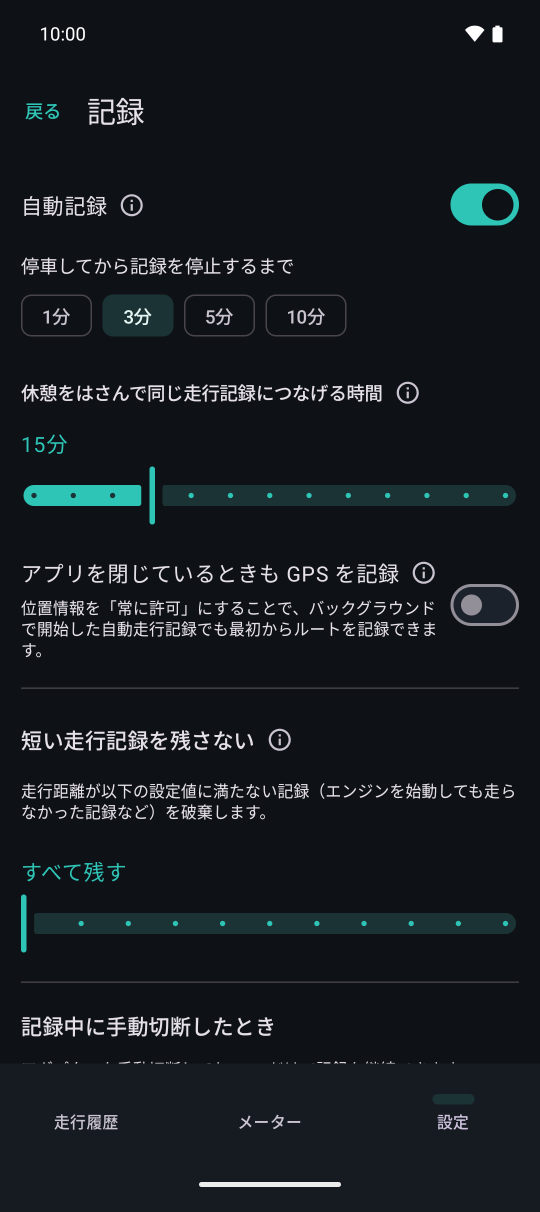 10:00
戻る 記録
自動記録
停車してから記録を停止するまで
1分 3分 5分 10分
休憩をはさんで同じ走行記録につなげる時間
15分
アプリを閉じているときも GPS を記録
位置情報を「常に許可」にすることで、バックグラウンド
で開始した自動走行記録でも最初からルートを記録できま
す。
短い走行記録を残さない
走行距離が以下の設定値に満たない記録（エンジンを始動しても走ら
なかった記録など）を破棄します。
すべて残す
記録中に手動切断したとき
走行履歴 メーター 設定